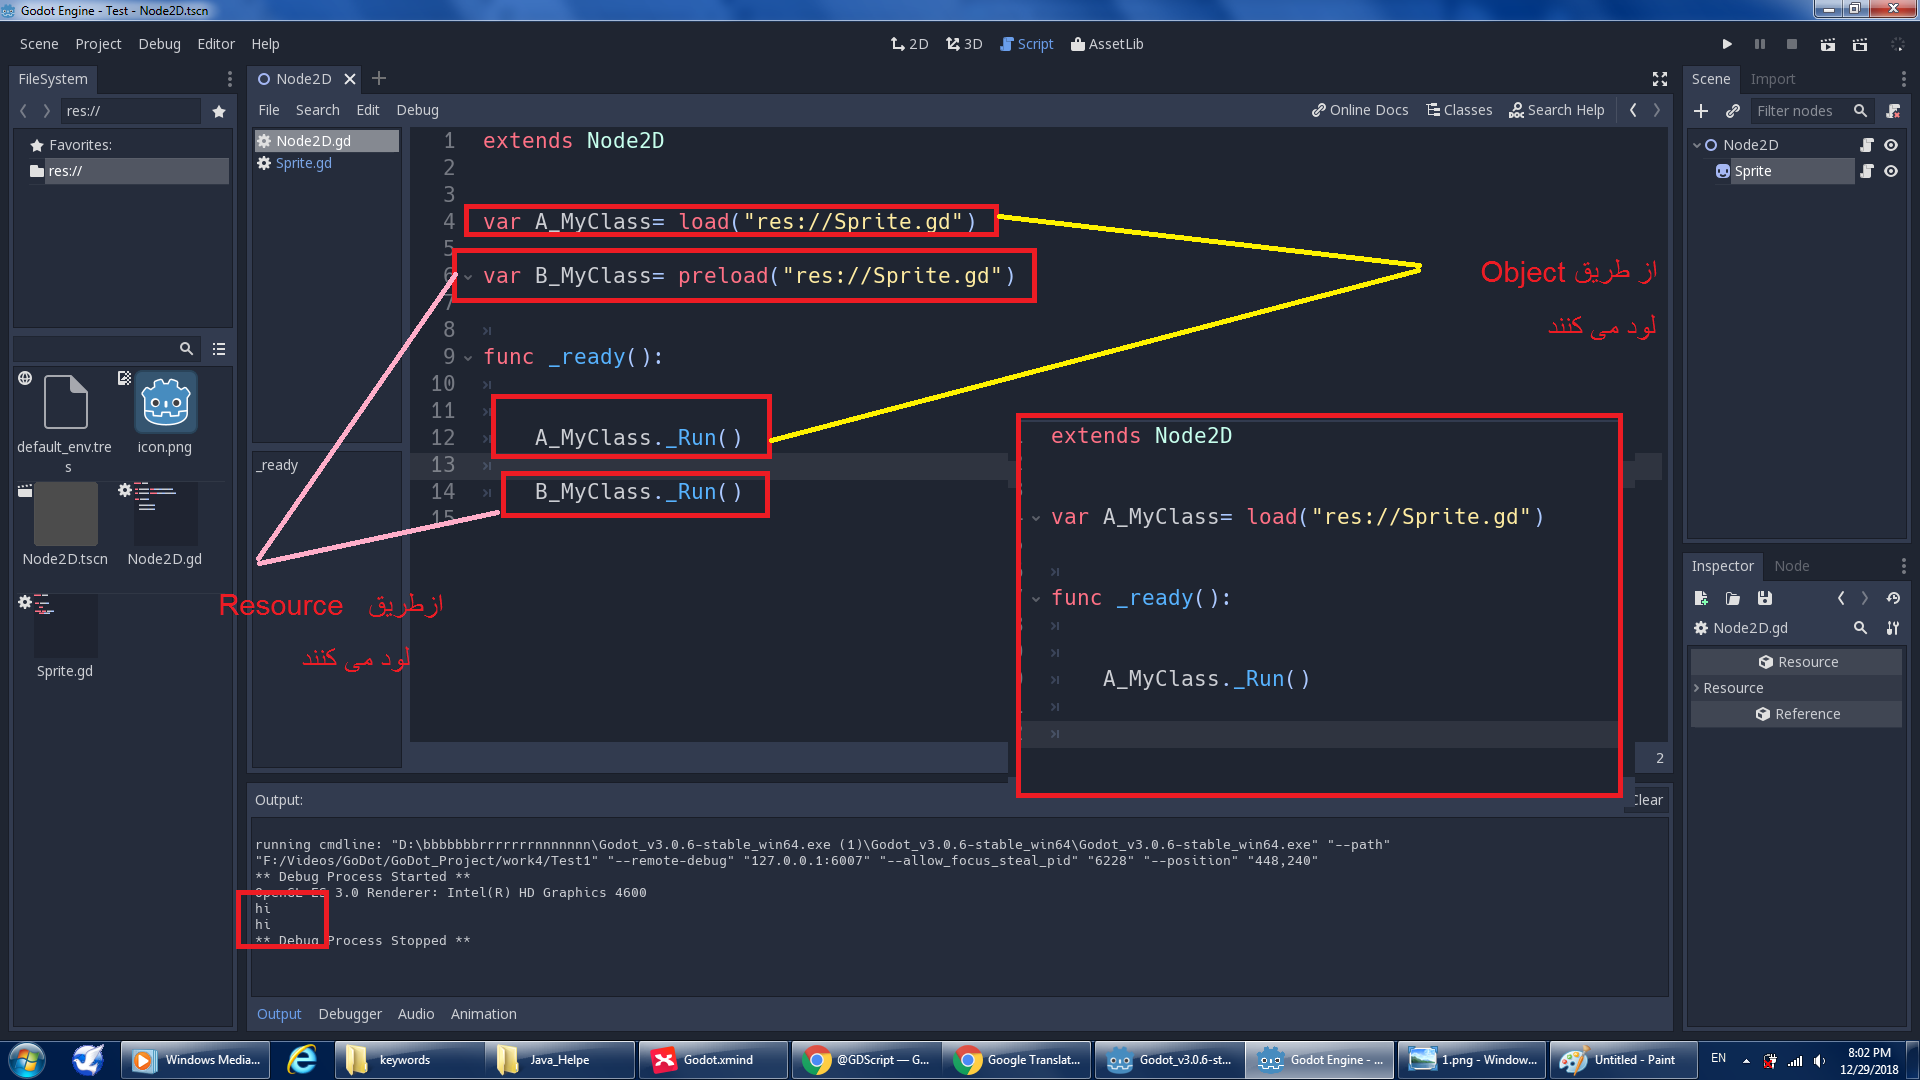 Godot Engine - Test - Node2D.tscn
Scene Project Debug Editor Help
2D 3D Script AssetLib
FileSystem
res://
Favorites:
res://
default_env.tre
s
icon.png
Node2D.tscn
Node2D.gd
Sprite.gd
Node2D
File Search Edit Debug
Online Docs Classes Search Help
Node2D.gd
Sprite.gd
_ready
1 extends Node2D
2
3
4 var A_MyClass= load("res://Sprite.gd")
5
6 var B_MyClass= preload("res://Sprite.gd")
7
8
9 func _ready():
10
11
12 A_MyClass._Run()
13
14 B_MyClass._Run()
15
از طریق Object
لود می کنند
ازطریق Resource
لود می کنند
extends Node2D
var A_MyClass= load("res://Sprite.gd")
func _ready():
A_MyClass._Run()
2
Output:
Clear
running cmdline: "D:\bbbbbbbrrrrrrrnnnnnnn\Godot_v3.0.6-stable_win64.exe (1)\Godot_v3.0.6-stable_win64\Godot_v3.0.6-stable_win64.exe" "--path"
"F:/Videos/GoDot/GoDot_Project/work4/Test1" "--remote-debug" "127.0.0.1:6007" "--allow_focus_steal_pid" "6228" "--position" "448,240"
** Debug Process Started **
OpenGL ES 3.0 Renderer: Intel(R) HD Graphics 4600
hi
hi
** Debug Process Stopped **
Output Debugger Audio Animation
Scene Import
Filter nodes
Node2D
Sprite
Inspector Node
Node2D.gd
Resource
Resource
Reference
Windows Media...
keywords
Java_Helpe
Godot.xmind
@GDScript — G...
Google Translat...
Godot_v3.0.6-st...
Godot Engine - ...
1.png - Window...
Untitled - Paint
EN
8:02 PM
12/29/2018